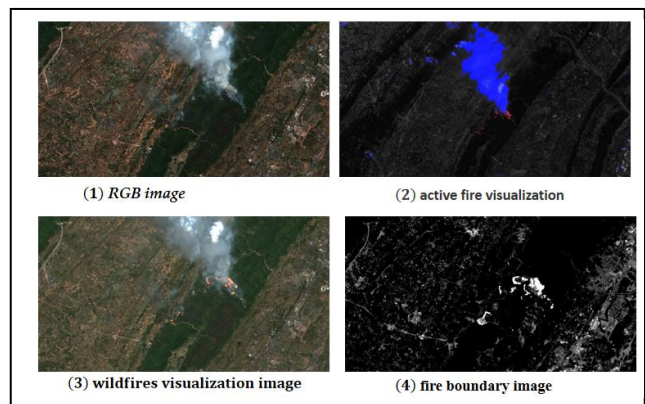 (1) RGB image
(2) active fire visualization
(3) wildfires visualization image
(4) fire boundary image